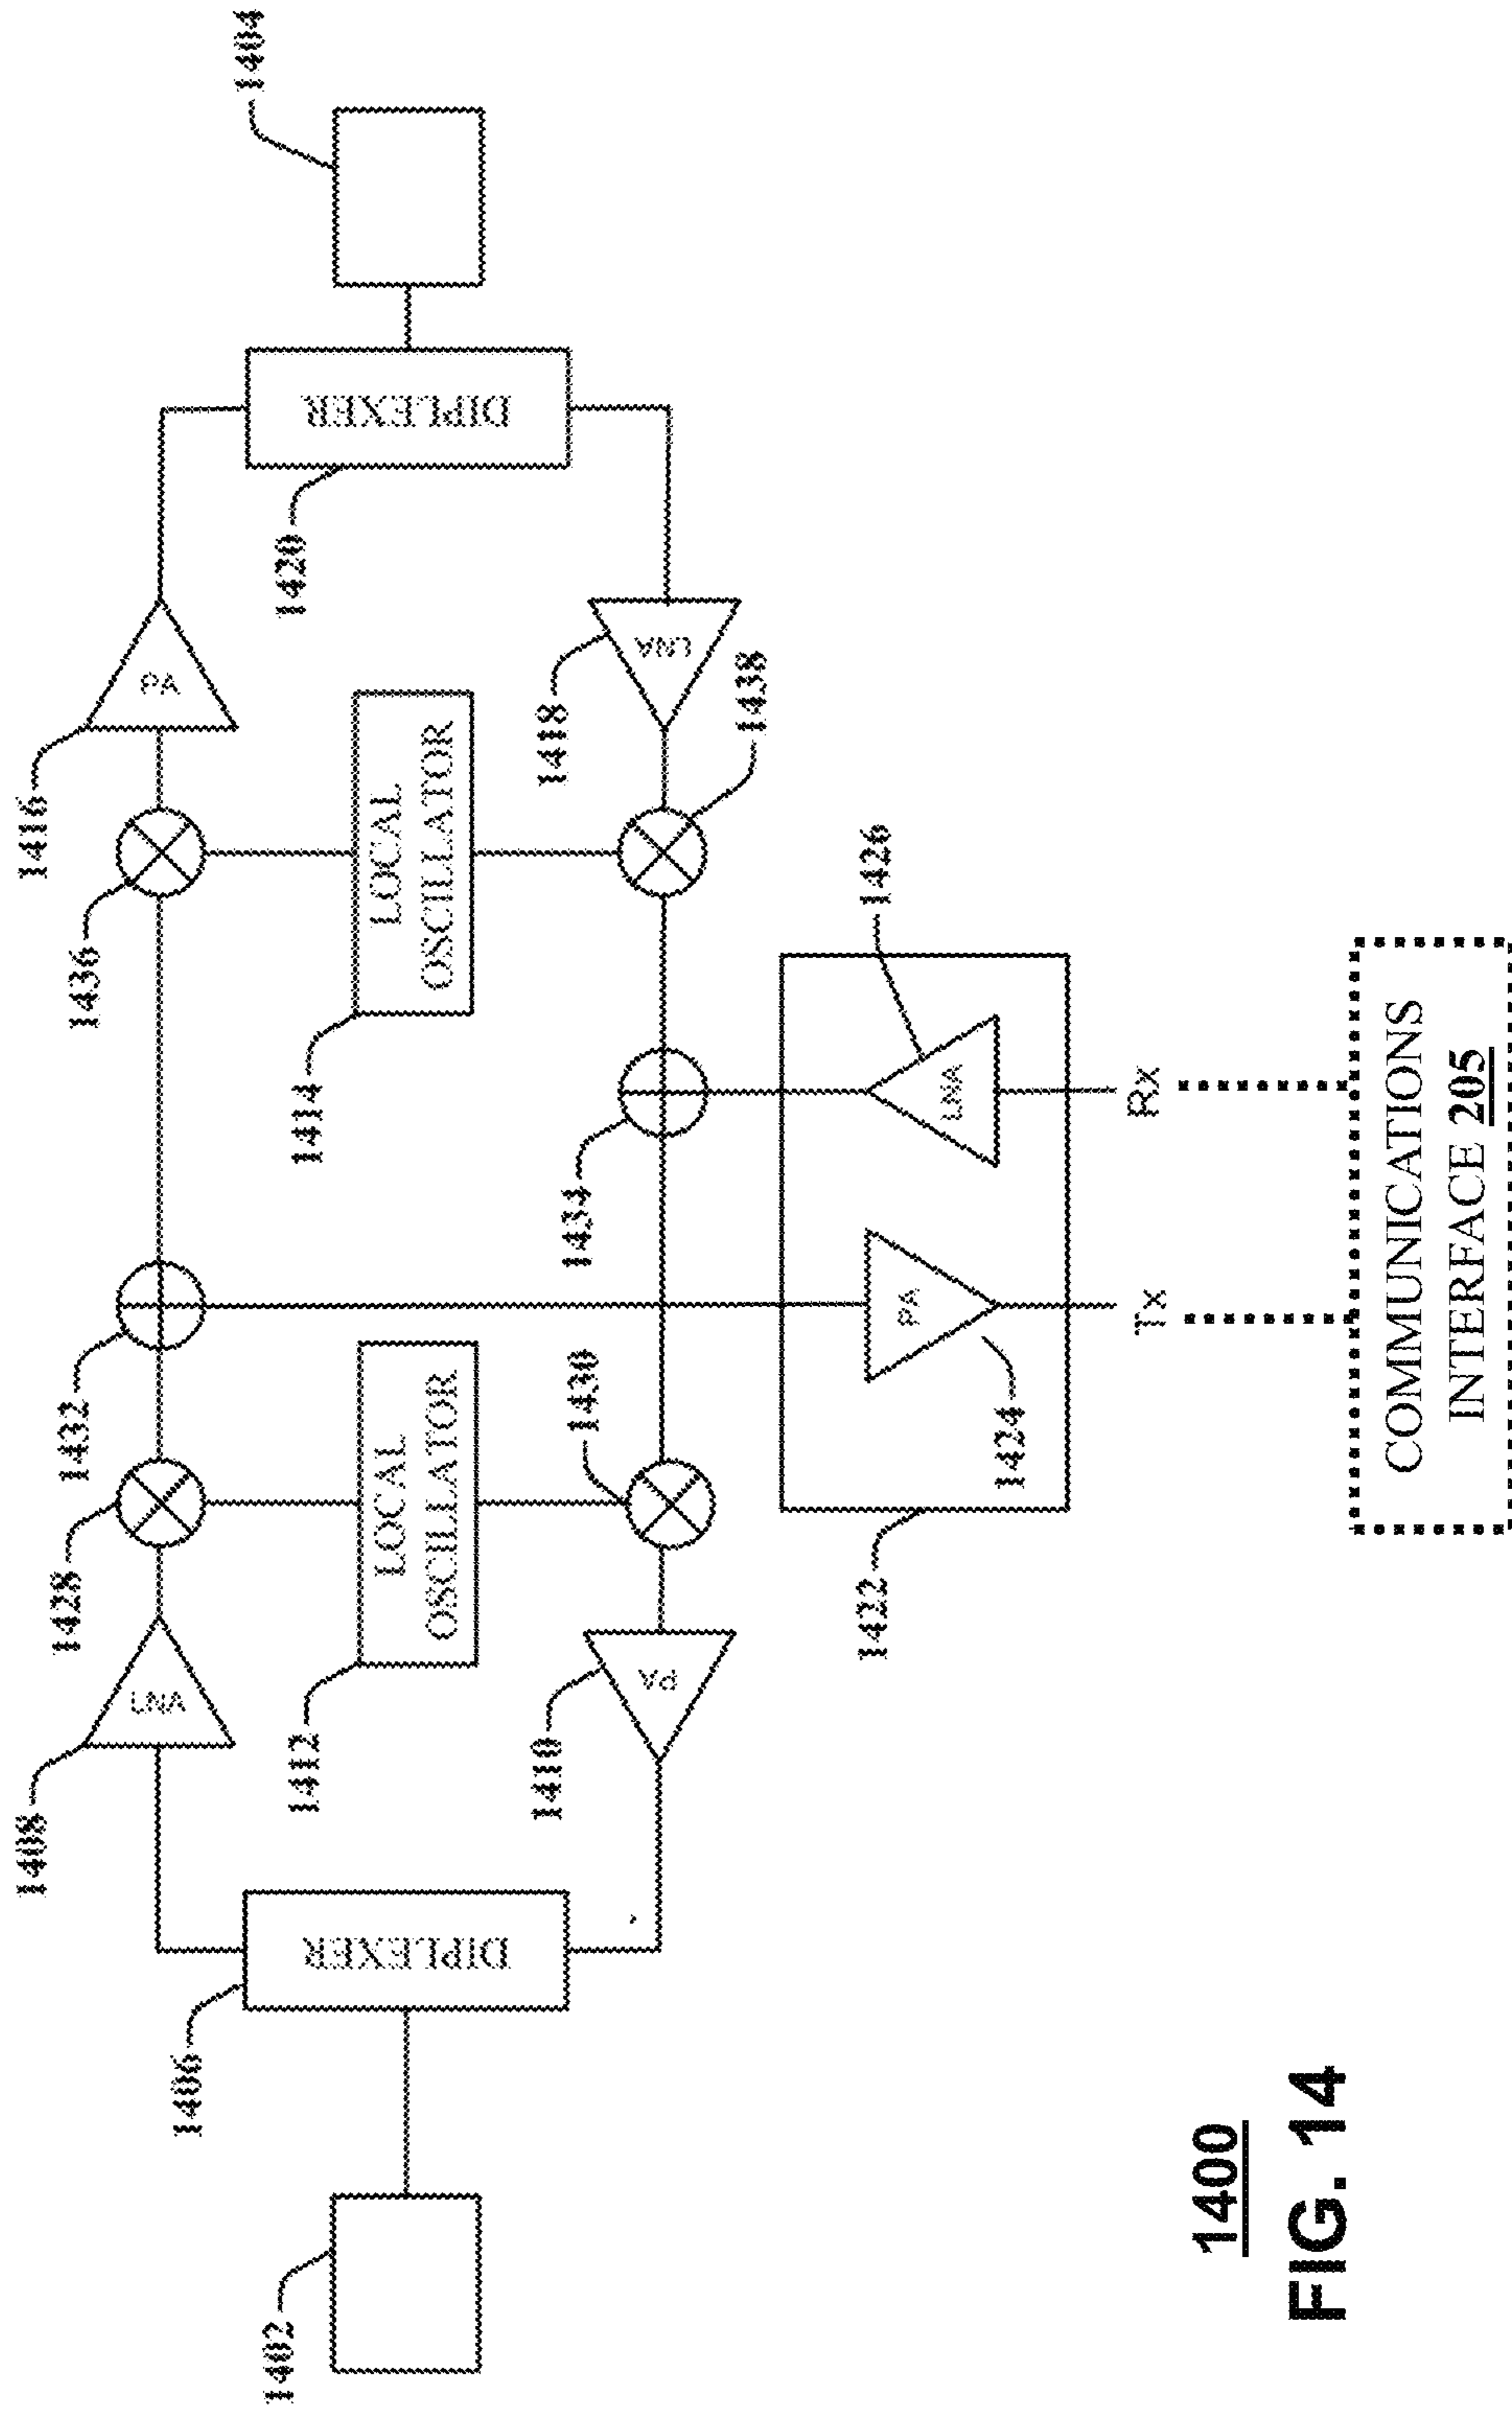 1404
1416
PA
1436
1420
DIPLEXER
LOCAL
OSCILLATOR
1414
1418
LNA
1438
1432
1434
1426
LNA
Rx
1428
LOCAL
OSCILLATOR
1412
1430
PA
1424
Tx
1422
COMMUNICATIONS
INTERFACE 205
1408
LNA
1410
PA
1406
DIPLEXER
1402
1400
FIG. 14